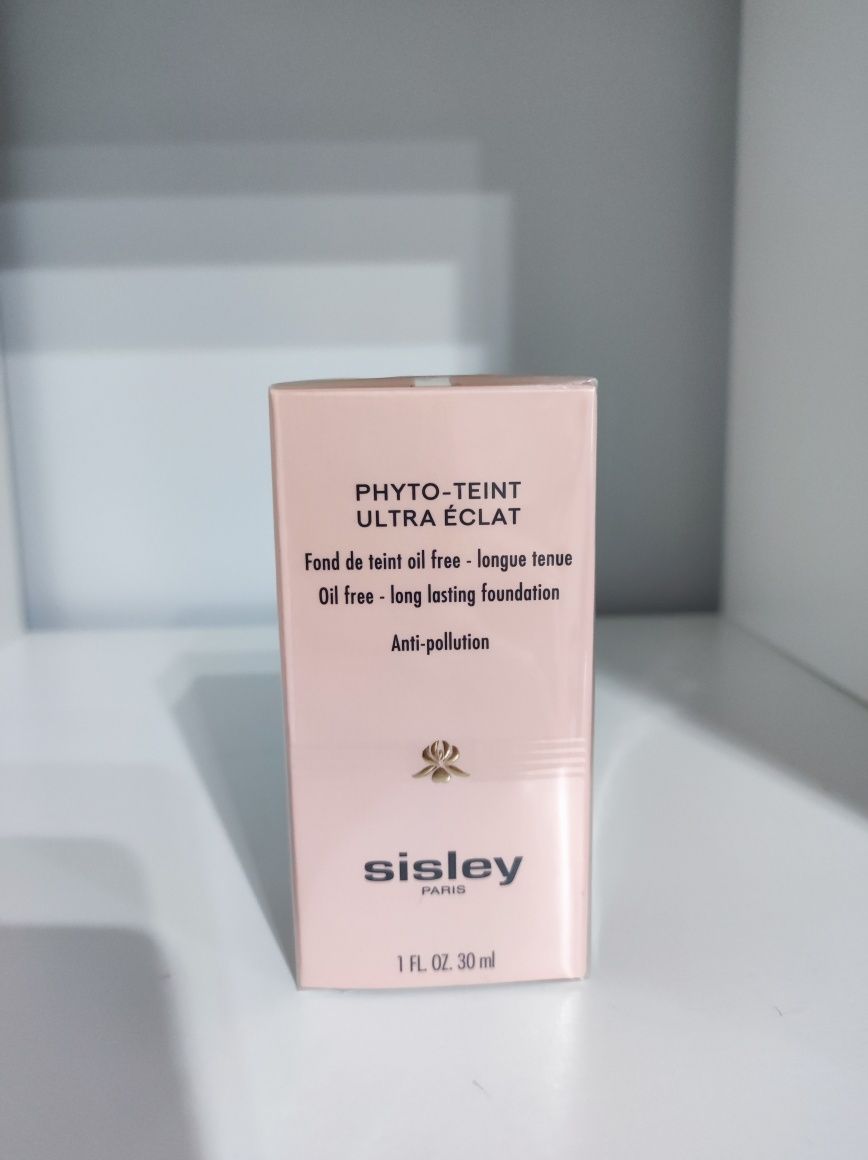 PHYTO-TEINT
ULTRA ÉCLAT
Fond de teint oil free - longue tenue
Oil free - long lasting foundation
Anti-pollution
sisley
PARIS
1 FL. OZ. 30 ml